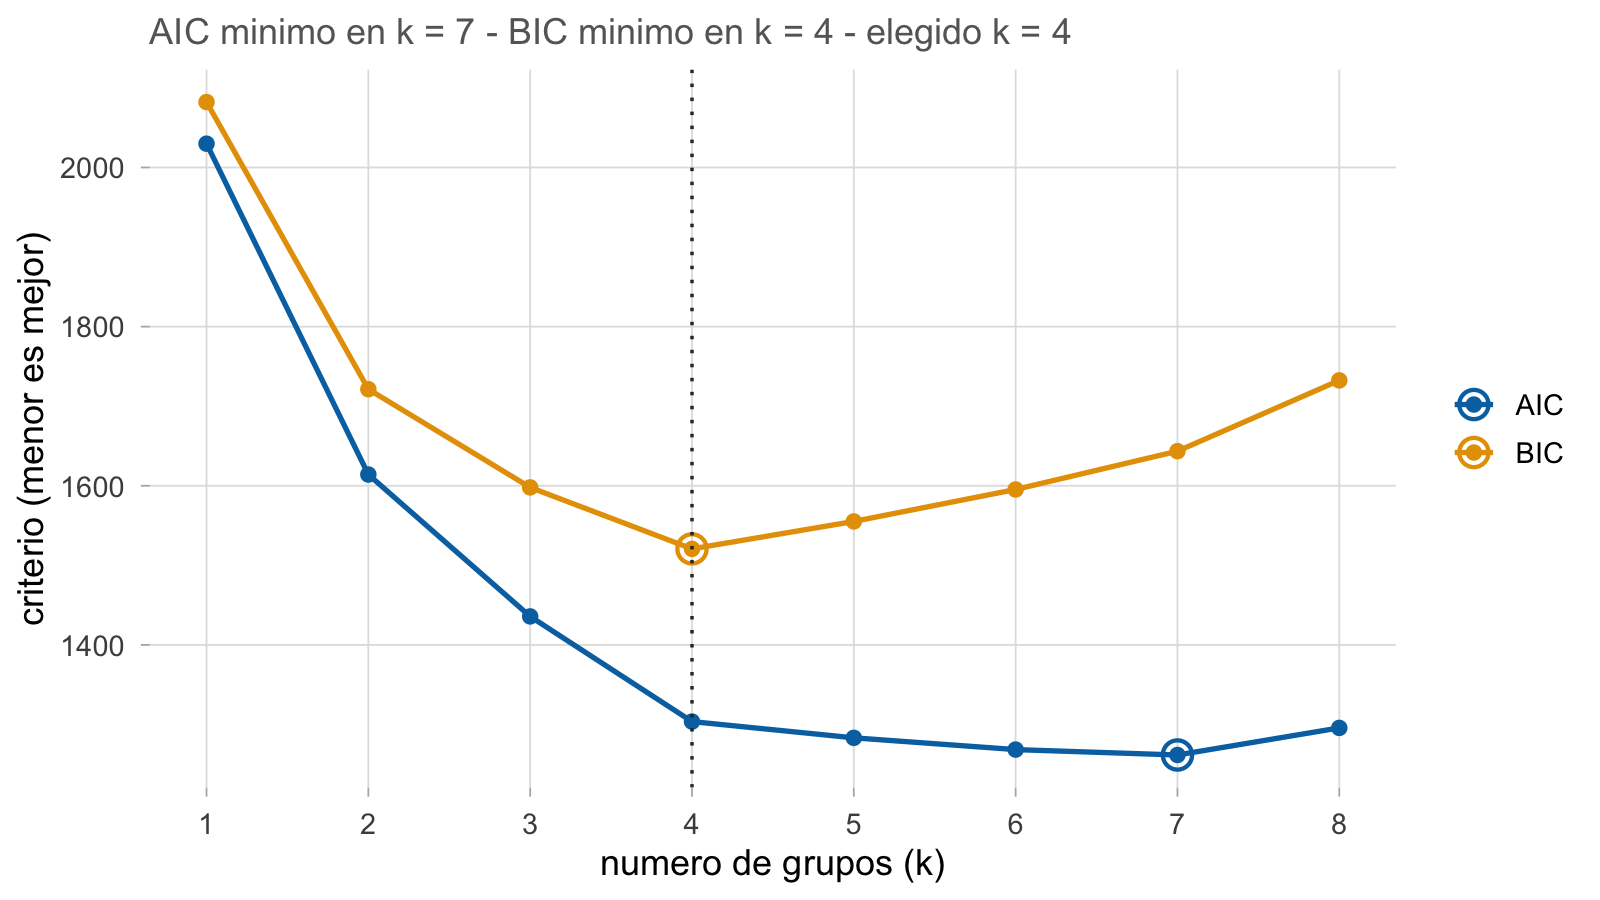 AIC minimo en k = 7 - BIC minimo en k = 4 - elegido k = 4
criterio (menor es mejor)
2000
1800
1600
1400
1 2 3 4 5 6 7 8
numero de grupos (k)
AIC
BIC